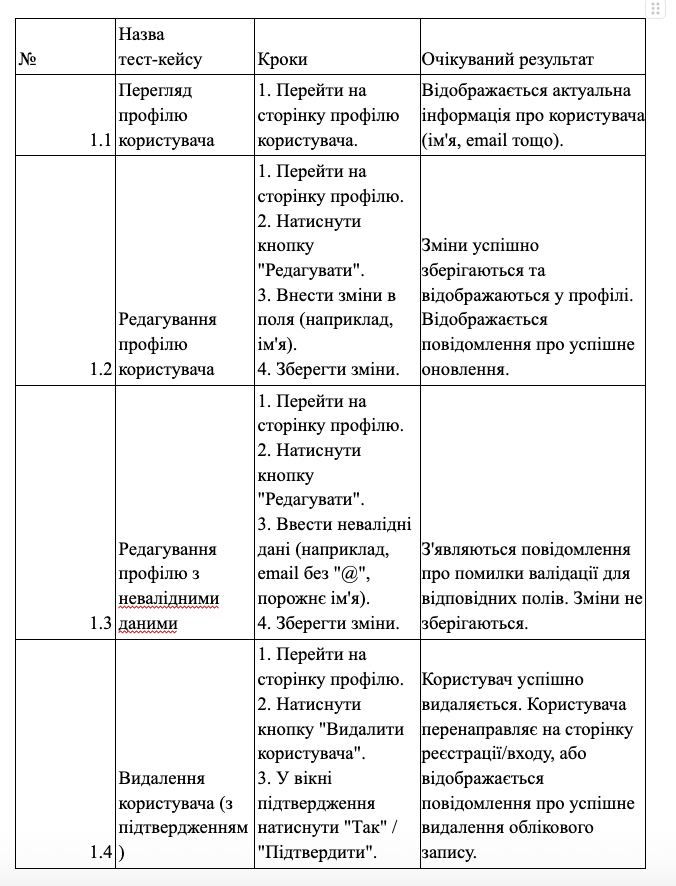 №
Назва
тест-кейсу
Кроки
Очікуваний результат
1.1
Перегляд
профілю
користувача
1. Перейти на
сторінку профілю
користувача.
Відображається актуальна
інформація про користувача
(ім'я, email тощо).
1.2
Редагування
профілю
користувача
1. Перейти на
сторінку профілю.
2. Натиснути
кнопку
"Редагувати".
3. Внести зміни в
поля (наприклад,
ім'я).
4. Зберегти зміни.
Зміни успішно
зберігаються та
відображаються у профілі.
Відображається
повідомлення про успішне
оновлення.
1.3
Редагування
профілю з
невалідними
даними
1. Перейти на
сторінку профілю.
2. Натиснути
кнопку
"Редагувати".
3. Ввести невалідні
дані (наприклад,
email без "@",
порожнє ім'я).
4. Зберегти зміни.
З'являються повідомлення
про помилки валідації для
відповідних полів. Зміни не
зберігаються.
1.4
Видалення
користувача (з
підтвердженням
)
1. Перейти на
сторінку профілю.
2. Натиснути
кнопку "Видалити
користувача".
3. У вікні
підтвердження
натиснути "Так" /
"Підтвердити".
Користувач успішно
видаляється. Користувача
перенаправляє на сторінку
реєстрації/входу, або
відображається
повідомлення про успішне
видалення облікового
запису.